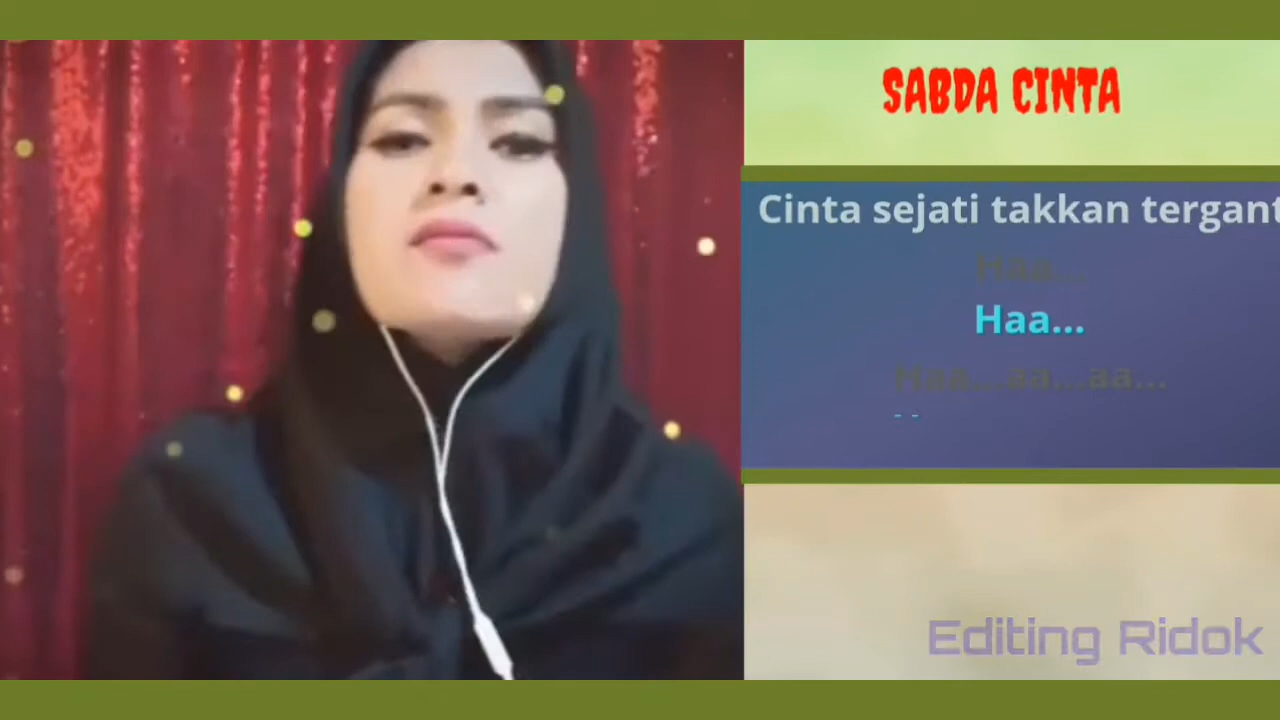 SABDA CINTA
Cinta sejati takkan tergant
Haa...
Haa...
Haa...aa...aa...
- -
Editing Ridok